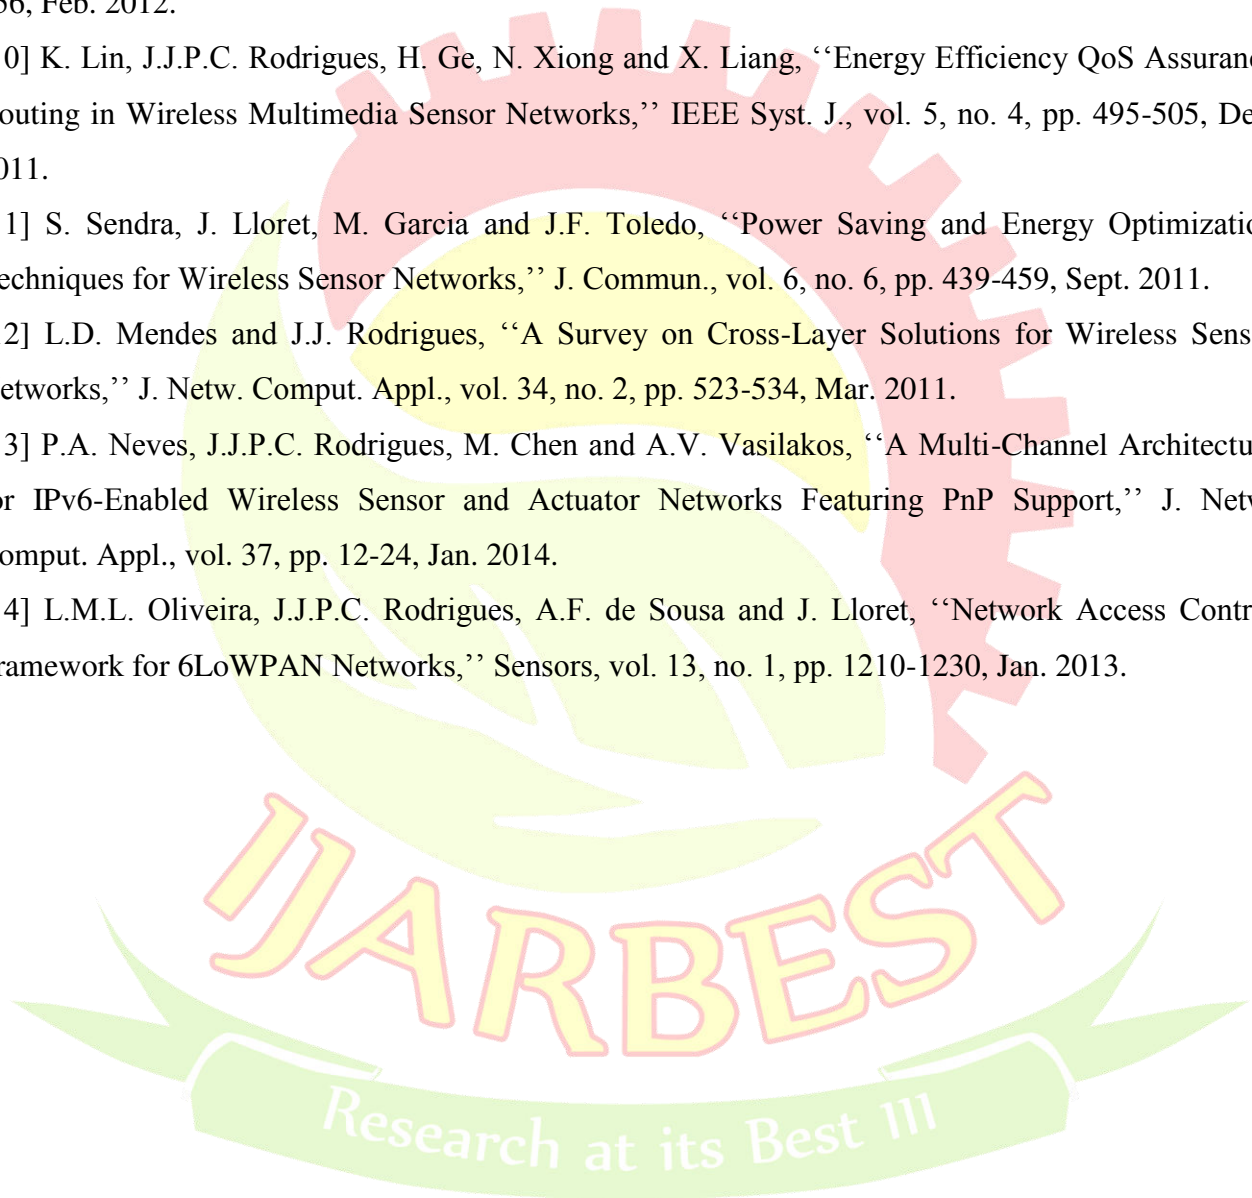 56, Feb. 2012.
0] K. Lin, J.J.P.C. Rodrigues, H. Ge, N. Xiong and X. Liang, ‘‘Energy Efficiency QoS Assuranc
outing in Wireless Multimedia Sensor Networks,’’ IEEE Syst. J., vol. 5, no. 4, pp. 495-505, De
011.
1] S. Sendra, J. Lloret, M. Garcia and J.F. Toledo, ‘‘Power Saving and Energy Optimizatio
echniques for Wireless Sensor Networks,’’ J. Commun., vol. 6, no. 6, pp. 439-459, Sept. 2011.
2] L.D. Mendes and J.J. Rodrigues, ‘‘A Survey on Cross-Layer Solutions for Wireless Sens
etworks,’’ J. Netw. Comput. Appl., vol. 34, no. 2, pp. 523-534, Mar. 2011.
3] P.A. Neves, J.J.P.C. Rodrigues, M. Chen and A.V. Vasilakos, ‘‘A Multi-Channel Architectu
or IPv6-Enabled Wireless Sensor and Actuator Networks Featuring PnP Support,’’ J. Netw
omput. Appl., vol. 37, pp. 12-24, Jan. 2014.
4] L.M.L. Oliveira, J.J.P.C. Rodrigues, A.F. de Sousa and J. Lloret, ‘‘Network Access Contr
ramework for 6LoWPAN Networks,’’ Sensors, vol. 13, no. 1, pp. 1210-1230, Jan. 2013.
IJARBEST
Research at its Best !!!